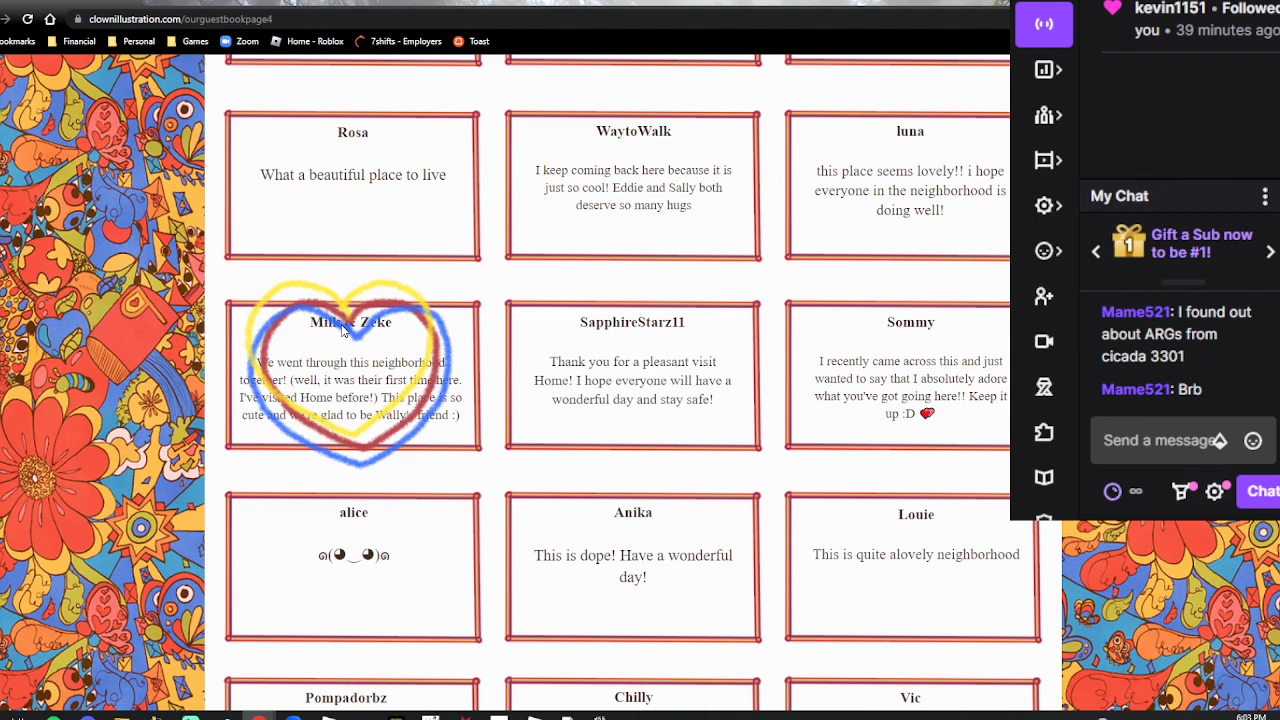 clownillustration.com/ourguestbookpage4
ookmarks
Financial
Personal
Games
Zoom
Home - Roblox
7shifts - Employers
Toast
Rosa
What a beautiful place to live
WaytoWalk
I keep coming back here because it is
just so cool! Eddie and Sally both
deserve so many hugs
luna
this place seems lovely!! i hope
everyone in the neighborhood is
doing well!
& Zeke
We went through this neighborhood
together! (well, it was their first time here.
I've visited Home before!) This place is so
cute and we're glad to be Wally's friend :)
SapphireStarz11
Thank you for a pleasant visit
Home! I hope everyone will have a
wonderful day and stay safe!
Sommy
I recently came across this and just
wanted to say that I absolutely adore
what you've got going here!! Keep it
up :D 💖
alice
ด(◕‿◕)ด
Anika
This is dope! Have a wonderful
day!
Louie
This is quite alovely neighborhood
Pompadorbz
Chilly
Vic
kevin1151 • Followed
you • 39 minutes ago
My Chat
1
Gift a Sub now
to be #1!
Mame521: I found out
about ARGs from
cicada 3301
Mame521: Brb
Send a message
Chat
6:03 PM